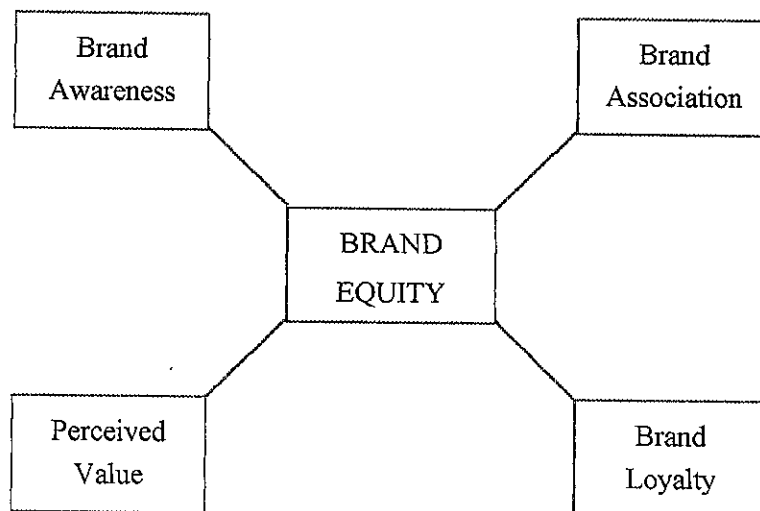 Brand
Awareness
Brand
Association
BRAND
EQUITY
Perceived
Value
Brand
Loyalty